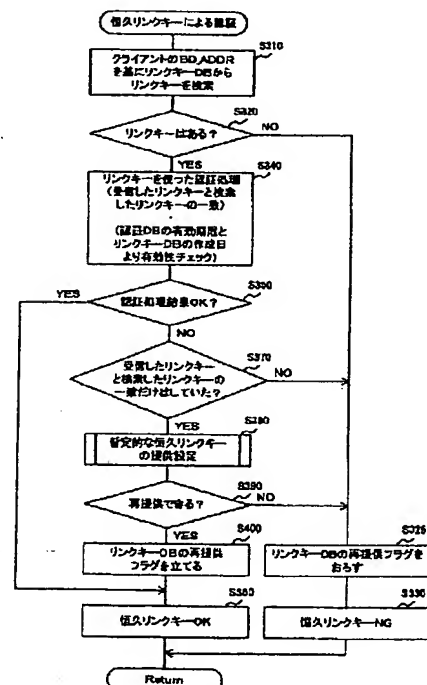 恒久リンクキーによる認証
S310
クライアントのBD_ADDR
を基にリンクキーDBから
リンクキーを検索
S320
リンクキーはある?
NO
YES
S340
リンクキーを使った認証処理
(受信したリンクキーと検索
したリンクキーの一致)
(認証DBの有効期限と
リンクキーDBの作成日
より有効性チェック)
S350
YES
認証処理結果OK?
NO
S370
受信したリンクキー
と検索したリンクキーの
一致だけはしていた?
NO
YES
S380
暫定的な恒久リンクキー
の提供設定
S390
再提供できる?
NO
YES
S400
リンクキーDBの再提供
フラグを立てる
S325
リンクキーDBの再提供フラグを
おろす
恒久リンクキーOK
S330
恒久リンクキーNG
Return